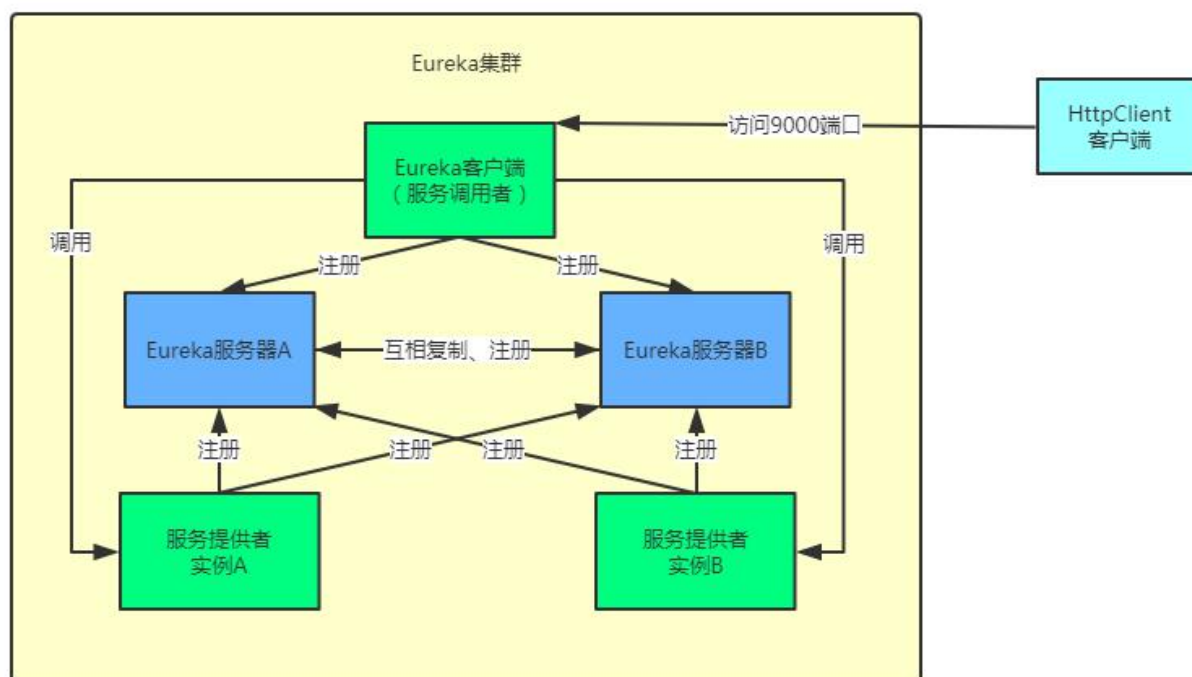 Eureka集群
HttpClient
客户端
访问9000端口
Eureka客户端
（服务调用者）
调用
调用
注册
注册
Eureka服务器A
互相复制、注册
Eureka服务器B
注册
注册
注册
注册
服务提供者
实例A
服务提供者
实例B